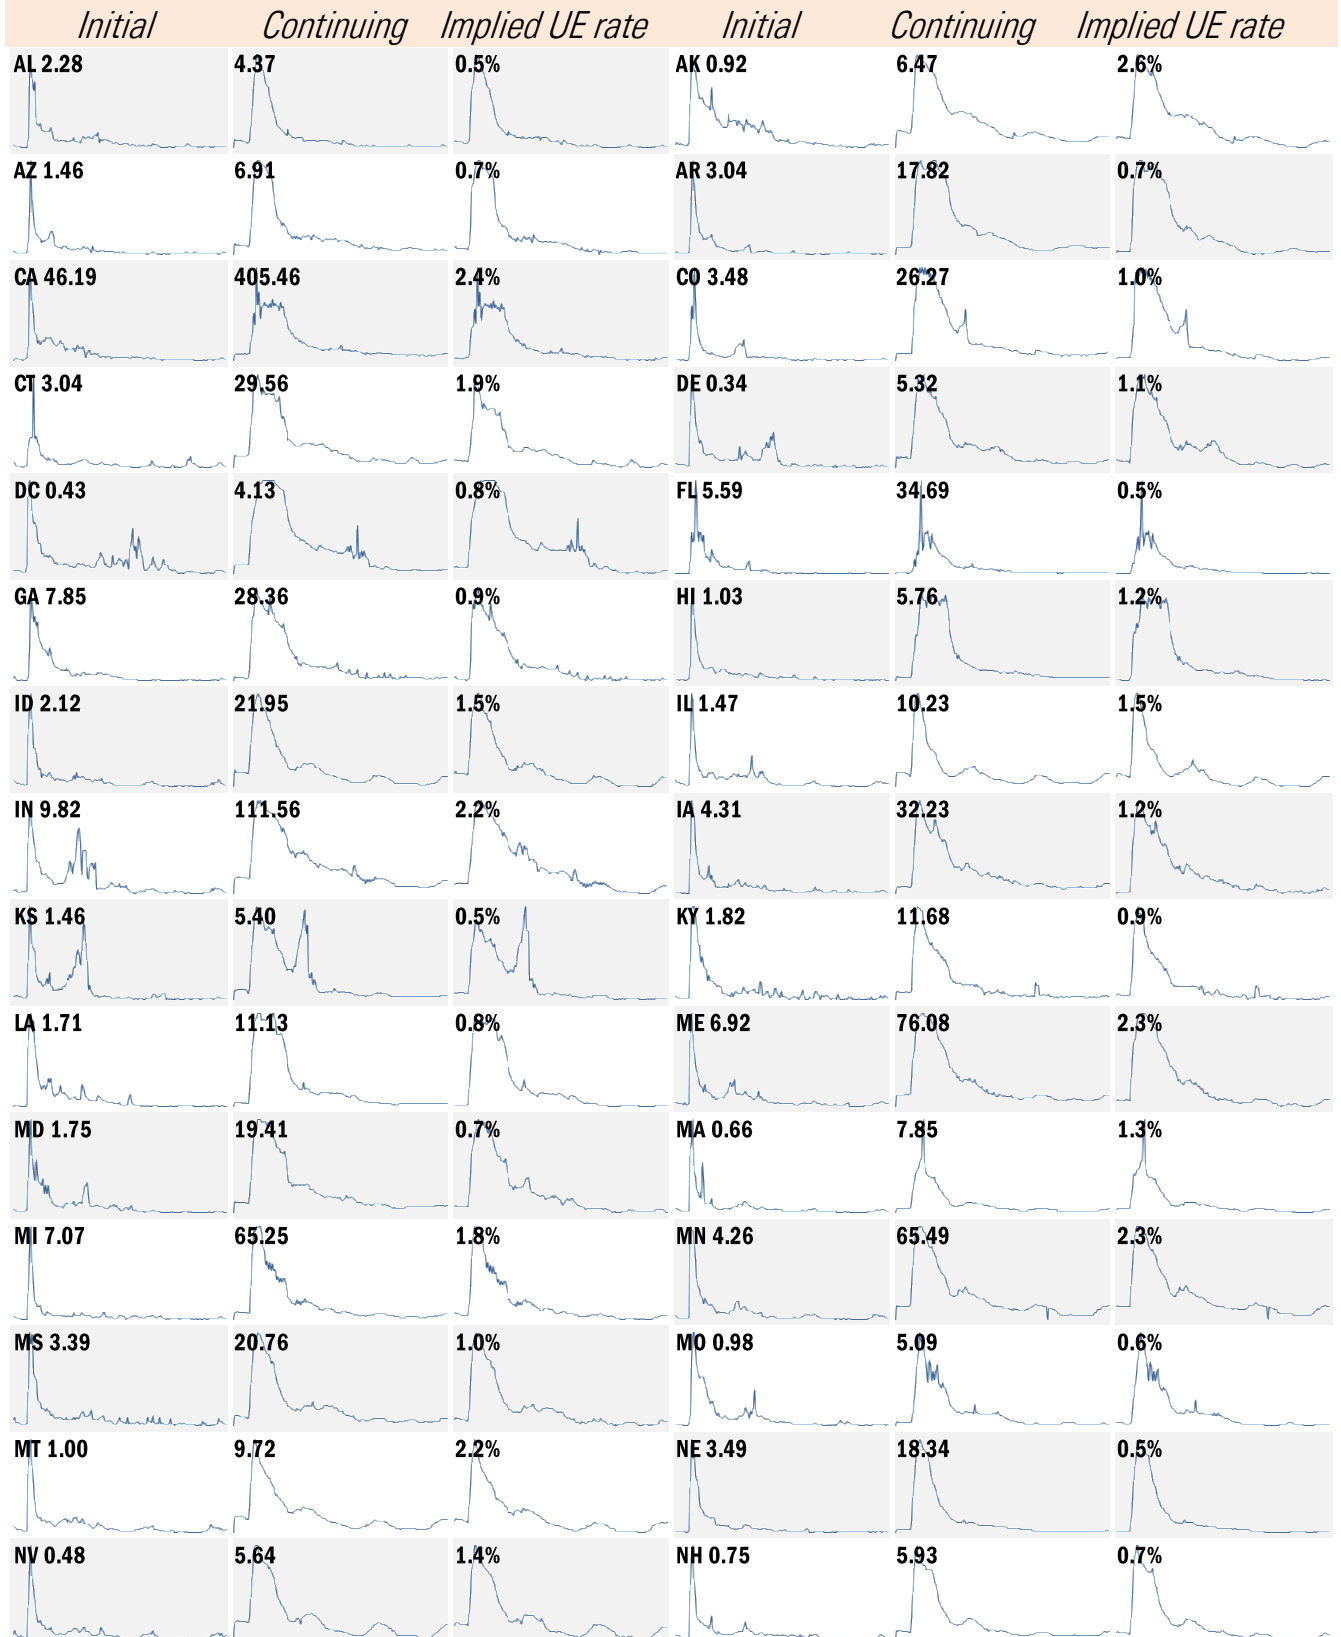 Initial Continuing Implied UE rate Initial Continuing Implied UE rate
AL 2.28 4.37 0.5% AK 0.92 6.47 2.6%
AZ 1.46 6.91 0.7% AR 3.04 17.82 0.7%
CA 46.19 405.46 2.4% CO 3.48 26.27 1.0%
CT 3.04 29.56 1.9% DE 0.34 5.32 1.1%
DC 0.43 4.13 0.8% FL 5.59 34.69 0.5%
GA 7.85 28.36 0.9% HI 1.03 5.76 1.2%
ID 2.12 21.95 1.5% IL 1.47 10.23 1.5%
IN 9.82 111.56 2.2% IA 4.31 32.23 1.2%
KS 1.46 5.40 0.5% KY 1.82 11.68 0.9%
LA 1.71 11.13 0.8% ME 6.92 76.08 2.3%
MD 1.75 19.41 0.7% MA 0.66 7.85 1.3%
MI 7.07 65.25 1.8% MN 4.26 65.49 2.3%
MS 3.39 20.76 1.0% MO 0.98 5.09 0.6%
MT 1.00 9.72 2.2% NE 3.49 18.34 0.5%
NV 0.48 5.64 1.4% NH 0.75 5.93 0.7%